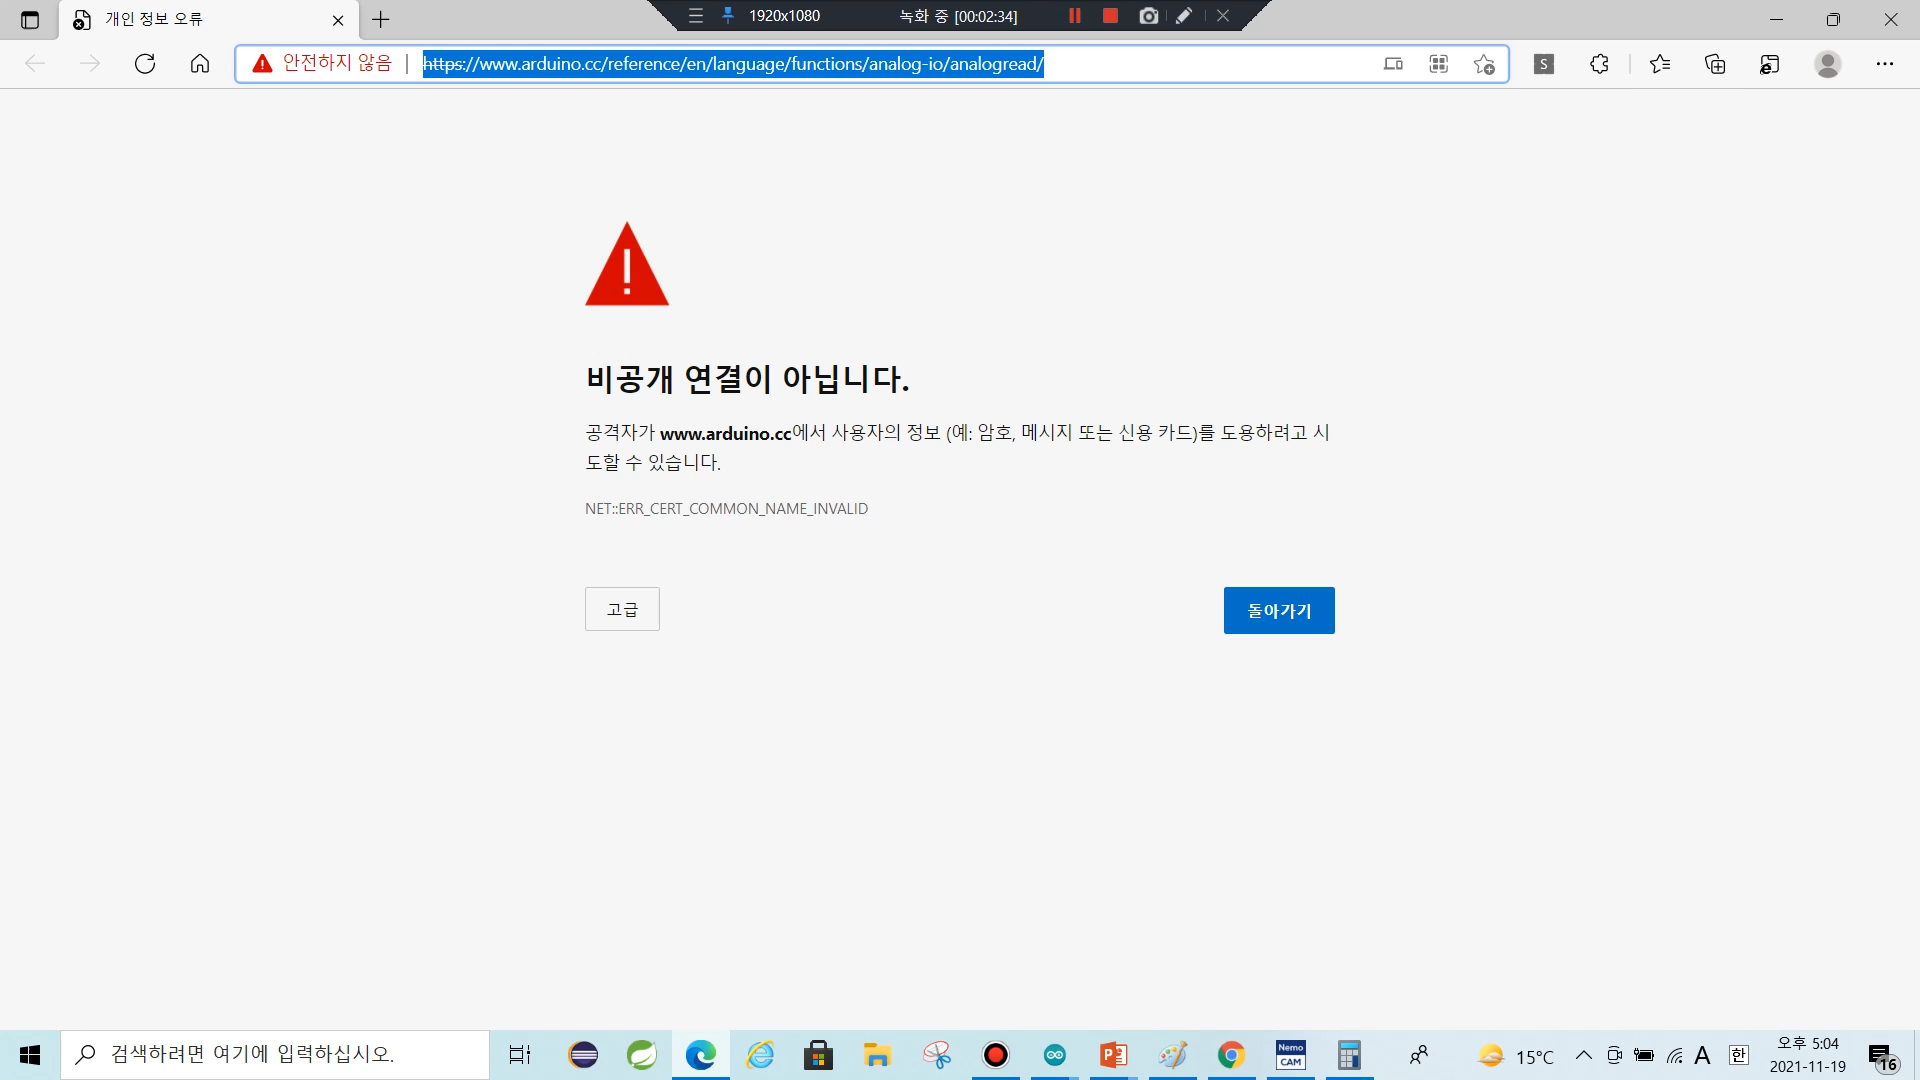 개인 정보 오류
1920x1080
녹화 중 [00:02:34]
안전하지 않음
https://www.arduino.cc/reference/en/language/functions/analog-io/analogread/
S
비공개 연결이 아닙니다.
공격자가 www.arduino.cc에서 사용자의 정보 (예: 암호, 메시지 또는 신용 카드)를 도용하려고 시
도할 수 있습니다.
NET::ERR_CERT_COMMON_NAME_INVALID
고급
돌아가기
검색하려면 여기에 입력하십시오.
Nemo
CAM
15°C
A
한
오후 5:04
2021-11-19
16